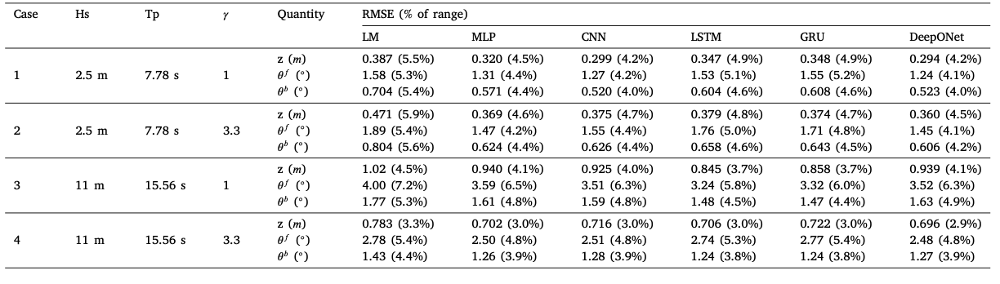 Case Hs Tp γ Quantity RMSE (% of range)
LM MLP CNN LSTM GRU DeepONet
z (m) 0.387 (5.5%) 0.320 (4.5%) 0.299 (4.2%) 0.347 (4.9%) 0.348 (4.9%) 0.294 (4.2%)
1 2.5 m 7.78 s 1 θᶠ (°) 1.58 (5.3%) 1.31 (4.4%) 1.27 (4.2%) 1.53 (5.1%) 1.55 (5.2%) 1.24 (4.1%)
θᵇ (°) 0.704 (5.4%) 0.571 (4.4%) 0.520 (4.0%) 0.604 (4.6%) 0.608 (4.6%) 0.523 (4.0%)
z (m) 0.471 (5.9%) 0.369 (4.6%) 0.375 (4.7%) 0.379 (4.8%) 0.374 (4.7%) 0.360 (4.5%)
2 2.5 m 7.78 s 3.3 θᶠ (°) 1.89 (5.4%) 1.47 (4.2%) 1.55 (4.4%) 1.76 (5.0%) 1.71 (4.8%) 1.45 (4.1%)
θᵇ (°) 0.804 (5.6%) 0.624 (4.4%) 0.626 (4.4%) 0.658 (4.6%) 0.643 (4.5%) 0.606 (4.2%)
z (m) 1.02 (4.5%) 0.940 (4.1%) 0.925 (4.0%) 0.845 (3.7%) 0.858 (3.7%) 0.939 (4.1%)
3 11 m 15.56 s 1 θᶠ (°) 4.00 (7.2%) 3.59 (6.5%) 3.51 (6.3%) 3.24 (5.8%) 3.32 (6.0%) 3.52 (6.3%)
θᵇ (°) 1.77 (5.3%) 1.61 (4.8%) 1.59 (4.8%) 1.48 (4.5%) 1.47 (4.4%) 1.63 (4.9%)
z (m) 0.783 (3.3%) 0.702 (3.0%) 0.716 (3.0%) 0.706 (3.0%) 0.722 (3.0%) 0.696 (2.9%)
4 11 m 15.56 s 3.3 θᶠ (°) 2.78 (5.4%) 2.50 (4.8%) 2.51 (4.8%) 2.74 (5.3%) 2.77 (5.4%) 2.48 (4.8%)
θᵇ (°) 1.43 (4.4%) 1.26 (3.9%) 1.28 (3.9%) 1.24 (3.8%) 1.24 (3.8%) 1.27 (3.9%)